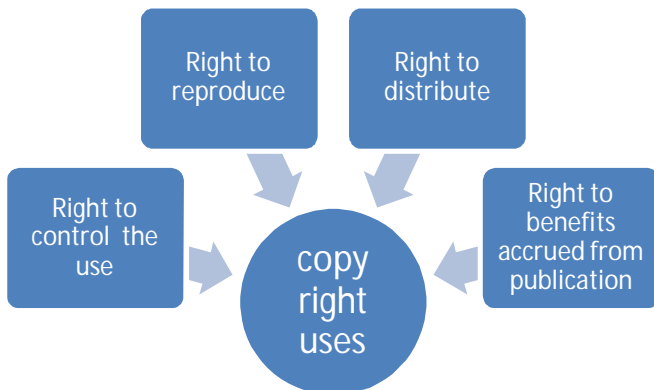 Right to
reproduce
Right to
distribute
Right to
control the
use
Right to
benefits
accrued from
publication
copy
right
uses